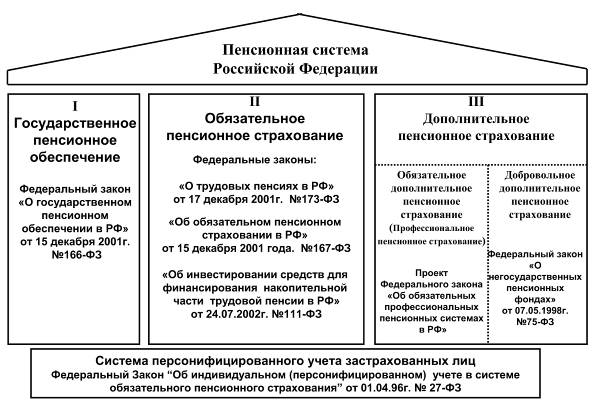 Пенсионная система
Российской Федерации
I
Государственное
пенсионное
обеспечение
Федеральный закон
«О государственном
пенсионном
обеспечении в РФ»
от 15 декабря 2001г.
№166-ФЗ
II
Обязательное
пенсионное страхование
Федеральные законы:
«О трудовых пенсиях в РФ»
от 17 декабря 2001г. №173-ФЗ
«Об обязательном пенсионном
страховании в РФ»
от 15 декабря 2001 года. №167-ФЗ
«Об инвестировании средств для
финансирования накопительной
части трудовой пенсии в РФ»
от 24.07.2002г. №111-ФЗ
III
Дополнительное
пенсионное страхование
Обязательное
дополнительное
пенсионное
страхование
(Профессиональное
пенсионное страхование)
Проект
Федерального закона
«Об обязательных
профессиональных
пенсионных системах
в РФ»
Добровольное
дополнительное
пенсионное
страхование
Федеральный закон
«О
негосударственных
пенсионных
фондах»
от 07.05.1998г.
№75-ФЗ
Система персонифицированного учета застрахованных лиц
Федеральный Закон “Об индивидуальном (персонифицированном) учете в системе
обязательного пенсионного страхования” от 01.04.96г. № 27-ФЗ